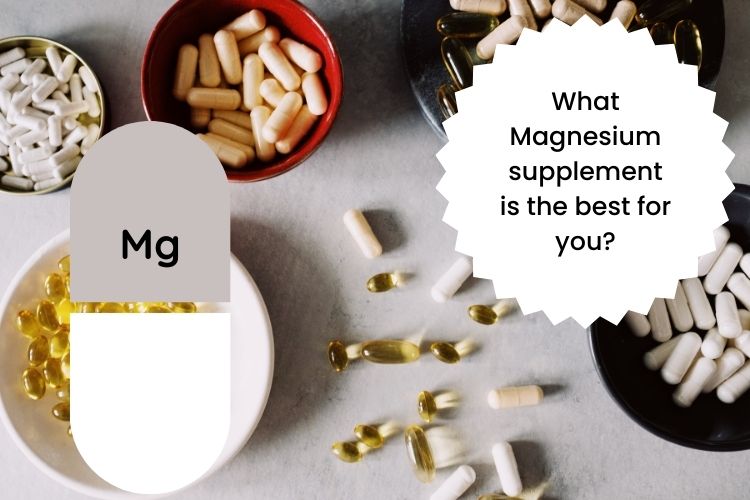 Mg
What
Magnesium
supplement
is the best for
you?